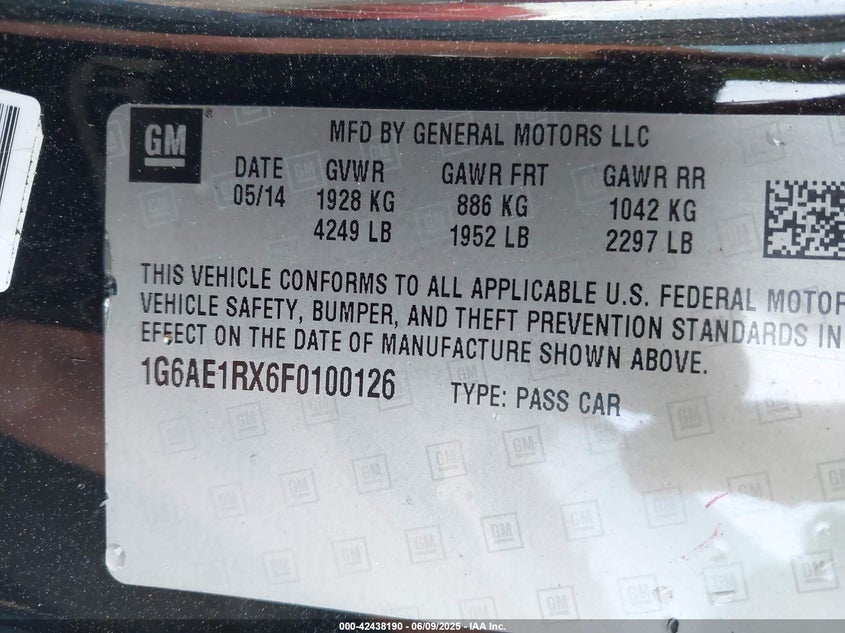 GM
MFD BY GENERAL MOTORS LLC
DATE GVWR GAWR FRT GAWR RR
05/14 1928 KG 886 KG 1042 KG
4249 LB 1952 LB 2297 LB
THIS VEHICLE CONFORMS TO ALL APPLICABLE U.S. FEDERAL MOTOR
VEHICLE SAFETY, BUMPER, AND THEFT PREVENTION STANDARDS IN
EFFECT ON THE DATE OF MANUFACTURE SHOWN ABOVE.
1G6AE1RX6F0100126 TYPE: PASS CAR
000-42438190 - 06/09/2025 - IAA Inc.